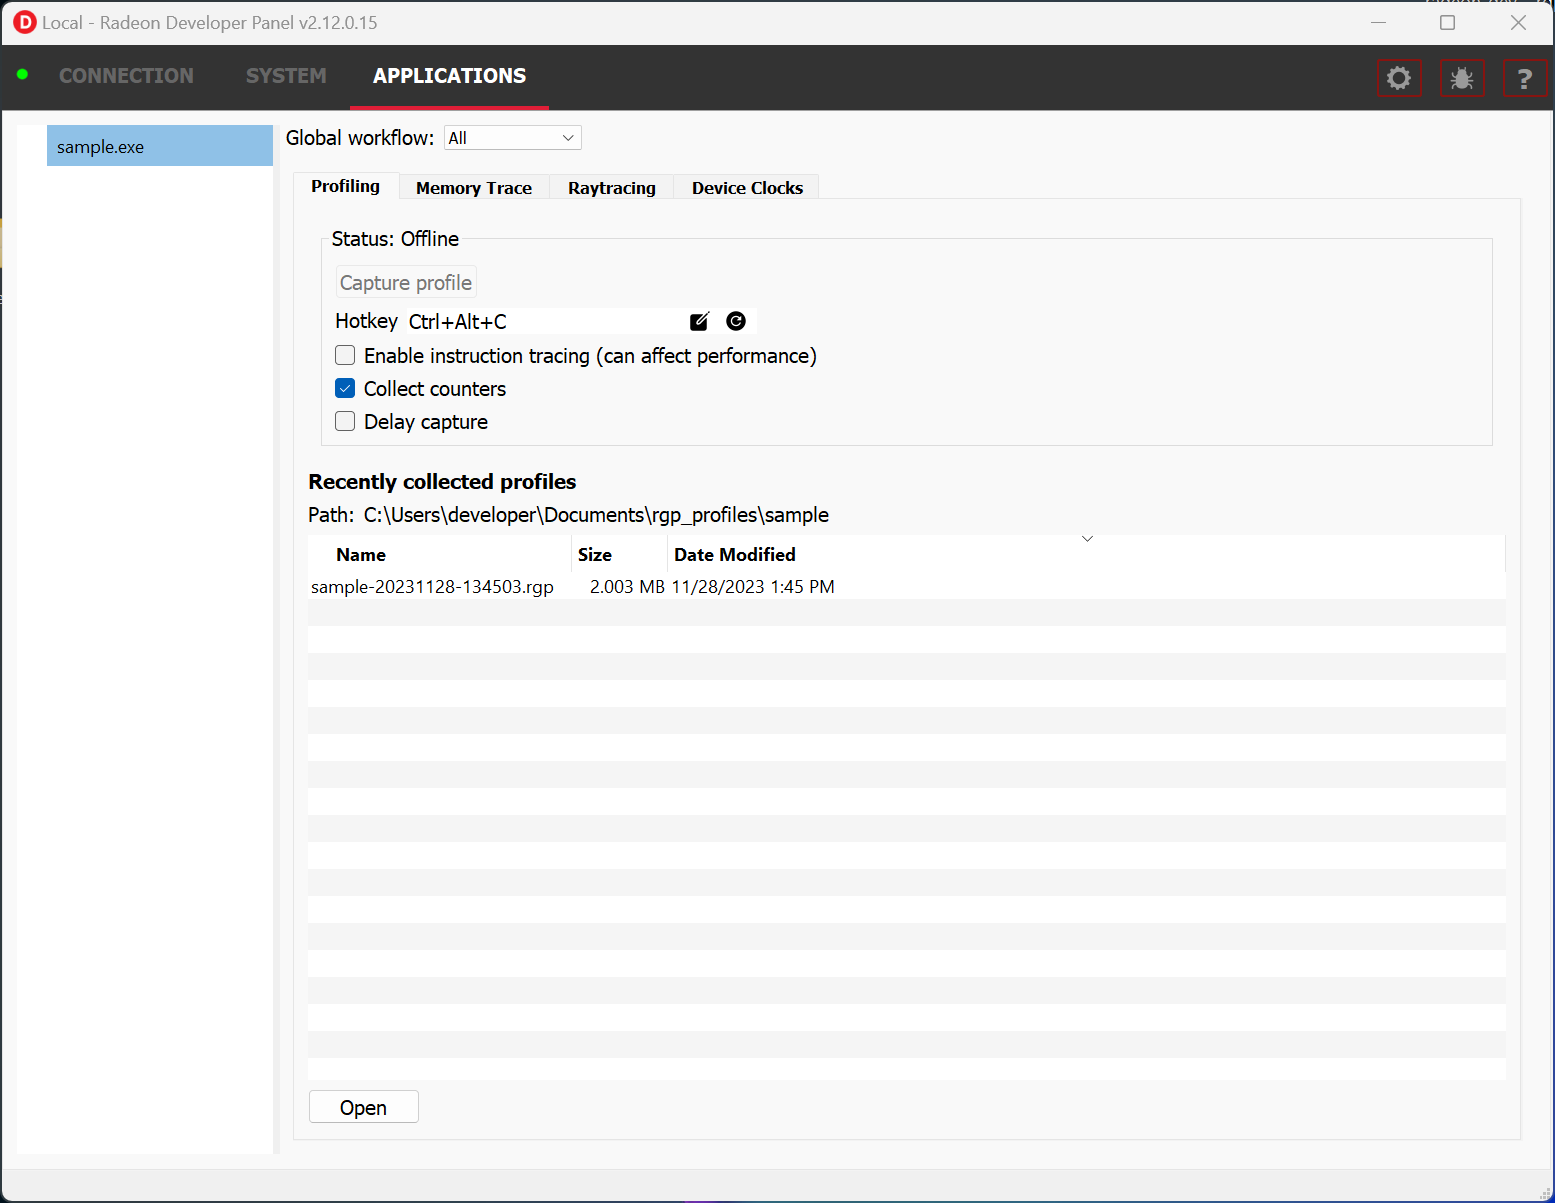 Local - Radeon Developer Panel v2.12.0.15
CONNECTION SYSTEM APPLICATIONS
?
sample.exe
Global workflow: All
Profiling Memory Trace Raytracing Device Clocks
Status: Offline
Capture profile
Hotkey Ctrl+Alt+C
Enable instruction tracing (can affect performance)
Collect counters
Delay capture
Recently collected profiles
Path: C:\Users\developer\Documents\rgp_profiles\sample
Name Size Date Modified
sample-20231128-134503.rgp 2.003 MB 11/28/2023 1:45 PM
Open